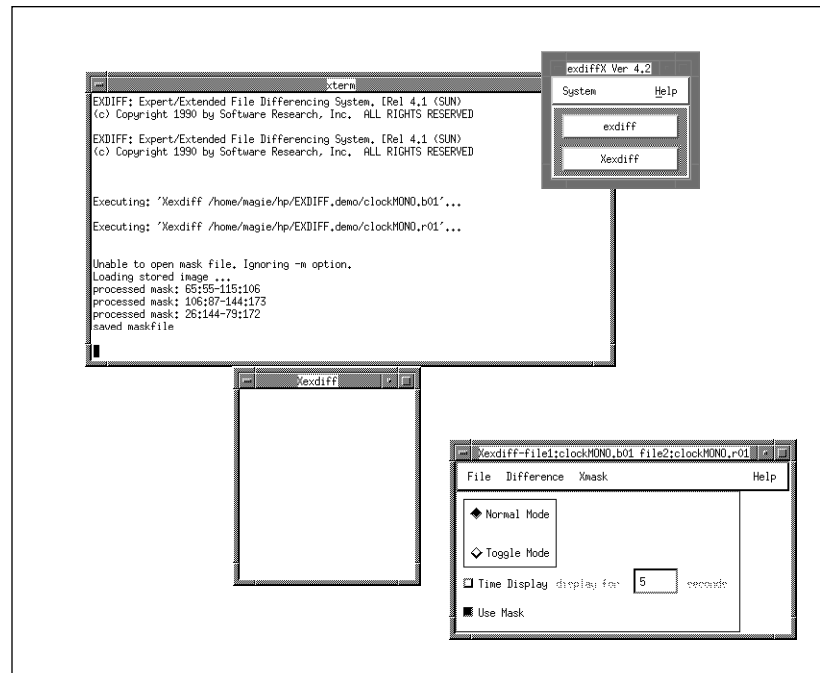 exdiffX Ver 4.2
System Help
exdiff
Xexdiff
xterm
EXDIFF: Expert/Extended File Differencing System. [Rel 4.1 (SUN)
(c) Copyright 1990 by Software Research, Inc.  ALL RIGHTS RESERVED
EXDIFF: Expert/Extended File Differencing System. [Rel 4.1 (SUN)
(c) Copyright 1990 by Software Research, Inc.  ALL RIGHTS RESERVED
Executing: 'Xexdiff /home/magie/hp/EXDIFF.demo/clockMONO.b01'...
Executing: 'Xexdiff /home/magie/hp/EXDIFF.demo/clockMONO.r01'...
Unable to open mask file. Ignoring -m option.
Loading stored image ...
processed mask: 65:55-115:106
processed mask: 106:87-144:173
processed mask: 26:144-79:172
saved maskfile
Xexdiff
Xexdiff-file1:clockMONO.b01 file2:clockMONO.r01
File Difference Xmask Help
Normal Mode
Toggle Mode
Time Display display for 5 seconds
Use Mask